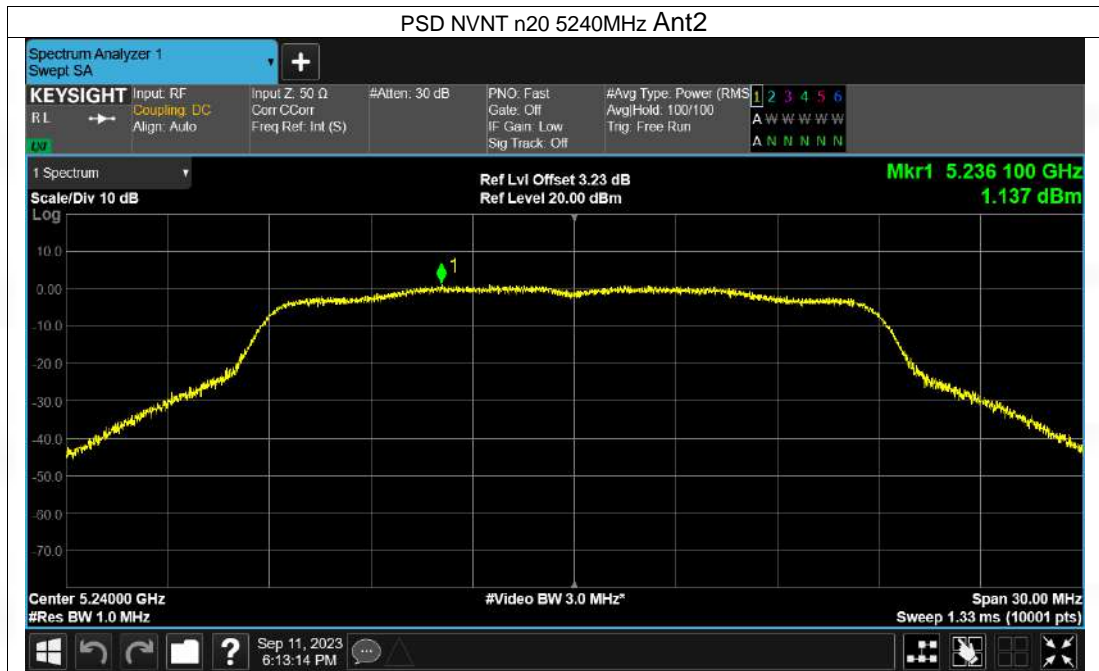 PSD NVNT n20 5240MHz Ant2
Spectrum Analyzer 1
Swept SA
+
KEYSIGHT
RL
LXI
Input: RF
Coupling: DC
Align: Auto
Input Z: 50 Ω
Corr CCorr
Freq Ref: Int (S)
#Atten: 30 dB
PNO: Fast
Gate: Off
IF Gain: Low
Sig Track: Off
#Avg Type: Power (RMS
Avg|Hold: 100/100
Trig: Free Run
1 2 3 4 5 6
A W W W W W
A N N N N N
1 Spectrum
Scale/Div 10 dB
Log
Ref Lvl Offset 3.23 dB
Ref Level 20.00 dBm
Mkr1 5.236 100 GHz
1.137 dBm
10.0
0.00
-10.0
-20.0
-30.0
-40.0
-50.0
-60.0
-70.0
1
Center 5.24000 GHz
#Res BW 1.0 MHz
#Video BW 3.0 MHz*
Span 30.00 MHz
Sweep 1.33 ms (10001 pts)
?
Sep 11, 2023
6:13:14 PM